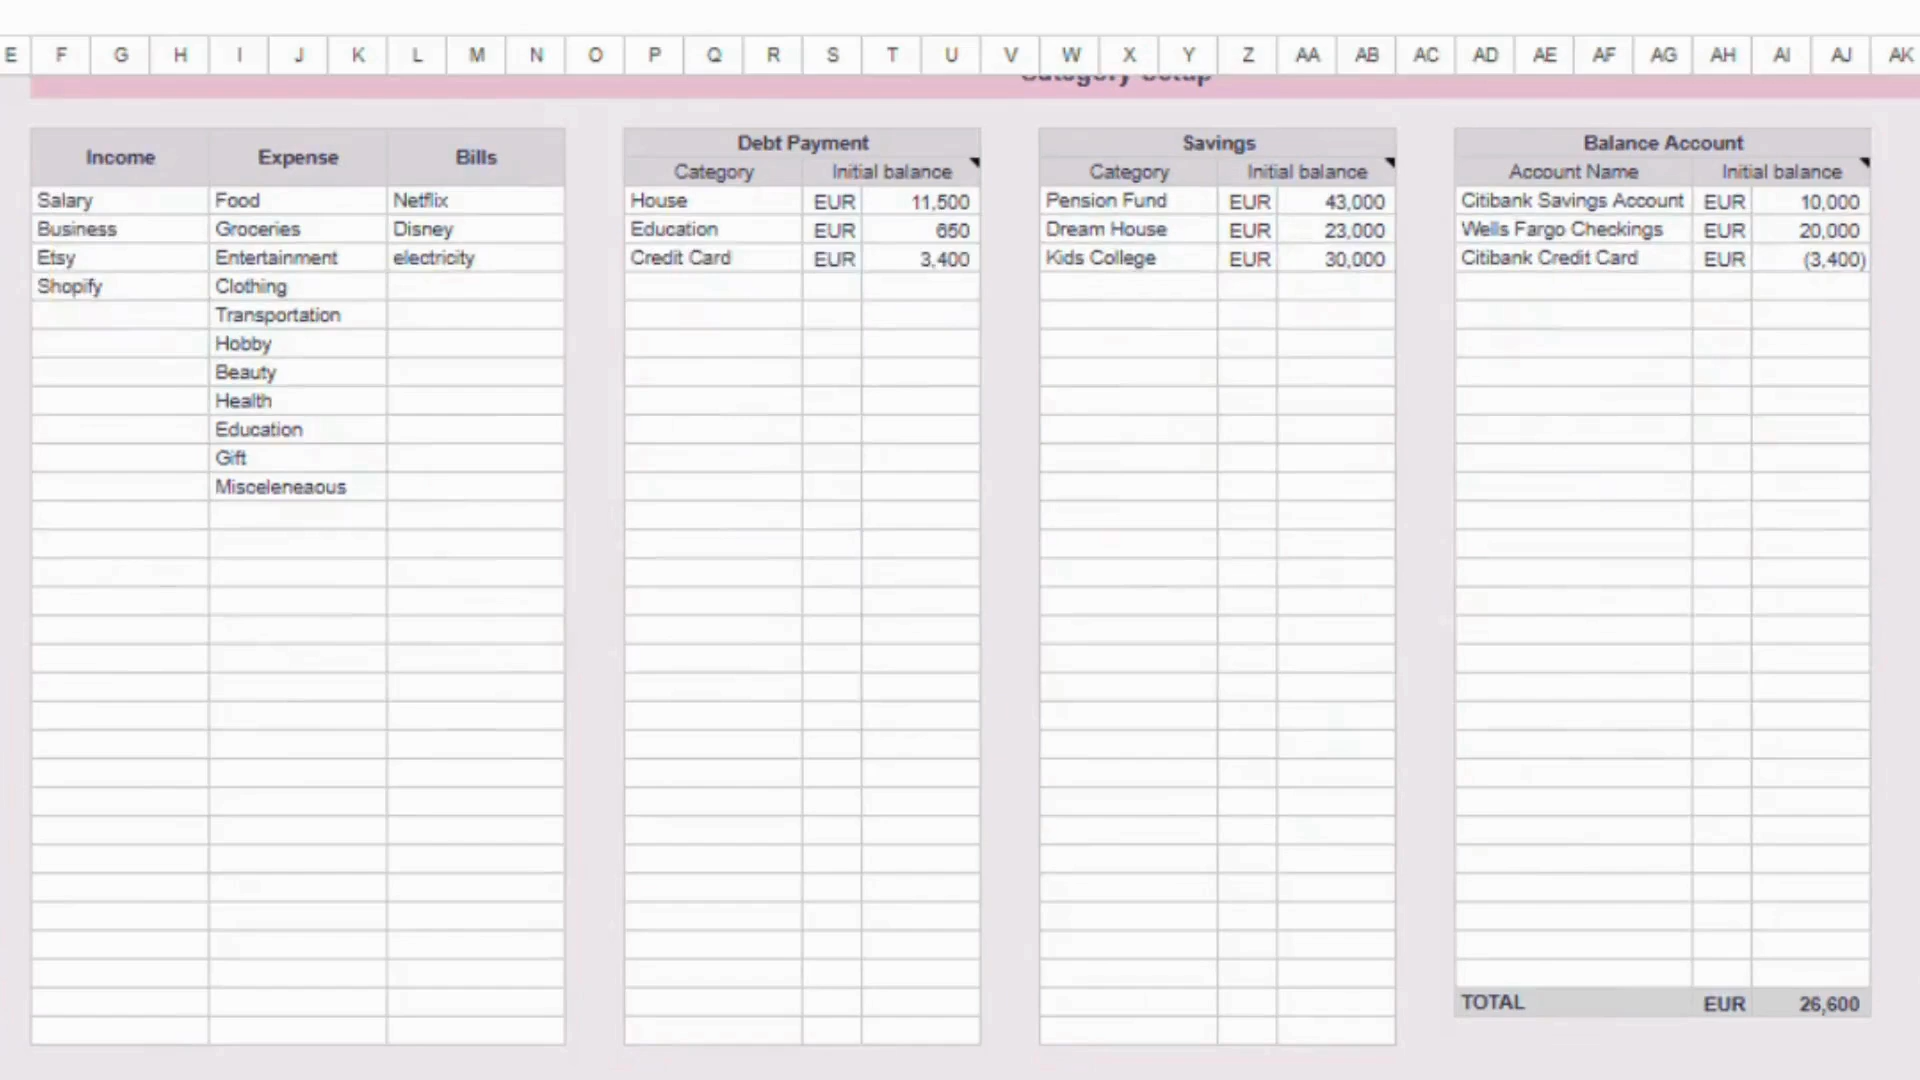 E F G H I J K L M N O P Q R S T U V W X Y Z AA AB AC AD AE AF AG AH AI AJ AK
Category Setup
Income Expense Bills
Salary Food Netflix
Business Groceries Disney
Etsy Entertainment electricity
Shopify Clothing
Transportation
Hobby
Beauty
Health
Education
Gift
Misceleneaous
Debt Payment
Category Initial balance
House EUR 11,500
Education EUR 650
Credit Card EUR 3,400
Savings
Category Initial balance
Pension Fund EUR 43,000
Dream House EUR 23,000
Kids College EUR 30,000
Balance Account
Account Name Initial balance
Citibank Savings Account EUR 10,000
Wells Fargo Checkings EUR 20,000
Citibank Credit Card EUR (3,400)
TOTAL EUR 26,600